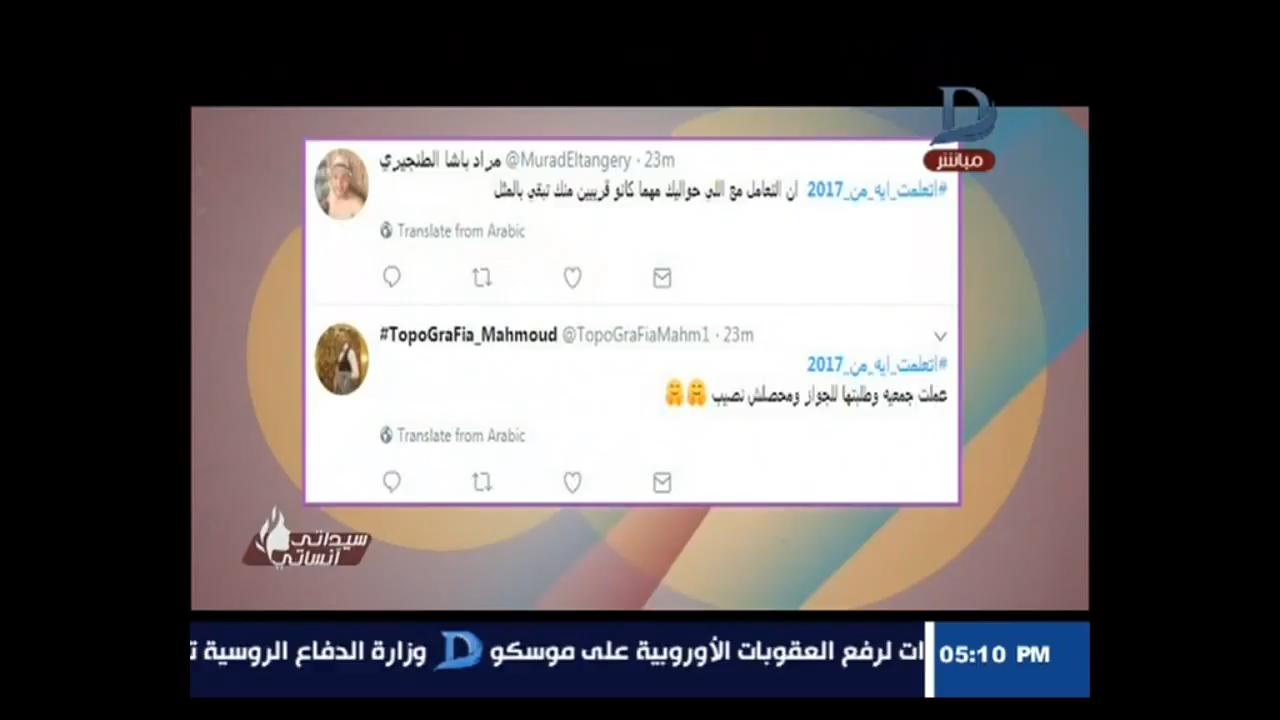 D
مباشر
مراد باشا الطنجيري @MuradEltangery · 23m
#اتعلمت_ايه_من_2017 ان التعامل مع اللي حواليك مهما كانو قريبين منك تبقي بالمثل
Translate from Arabic
#TopoGraFia_Mahmoud @TopoGraFiaMahm1 · 23m
#اتعلمت_ايه_من_2017
عملت جمعيه وطلبتها للجواز ومحصلش نصيب 🤗🤗
Translate from Arabic
سيداتي
آنساتي
ات لرفع العقوبات الأوروبية على موسكو D وزارة الدفاع الروسية ت
05:10 PM